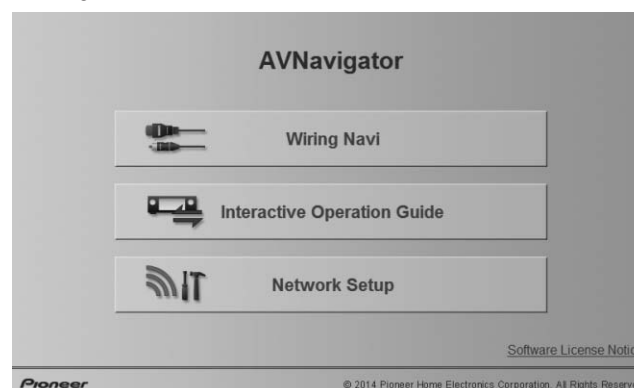 AVNavigator
Wiring Navi
Interactive Operation Guide
Network Setup
Software License Notic
Pioneer
© 2014 Pioneer Home Electronics Corporation. All Rights Reserve